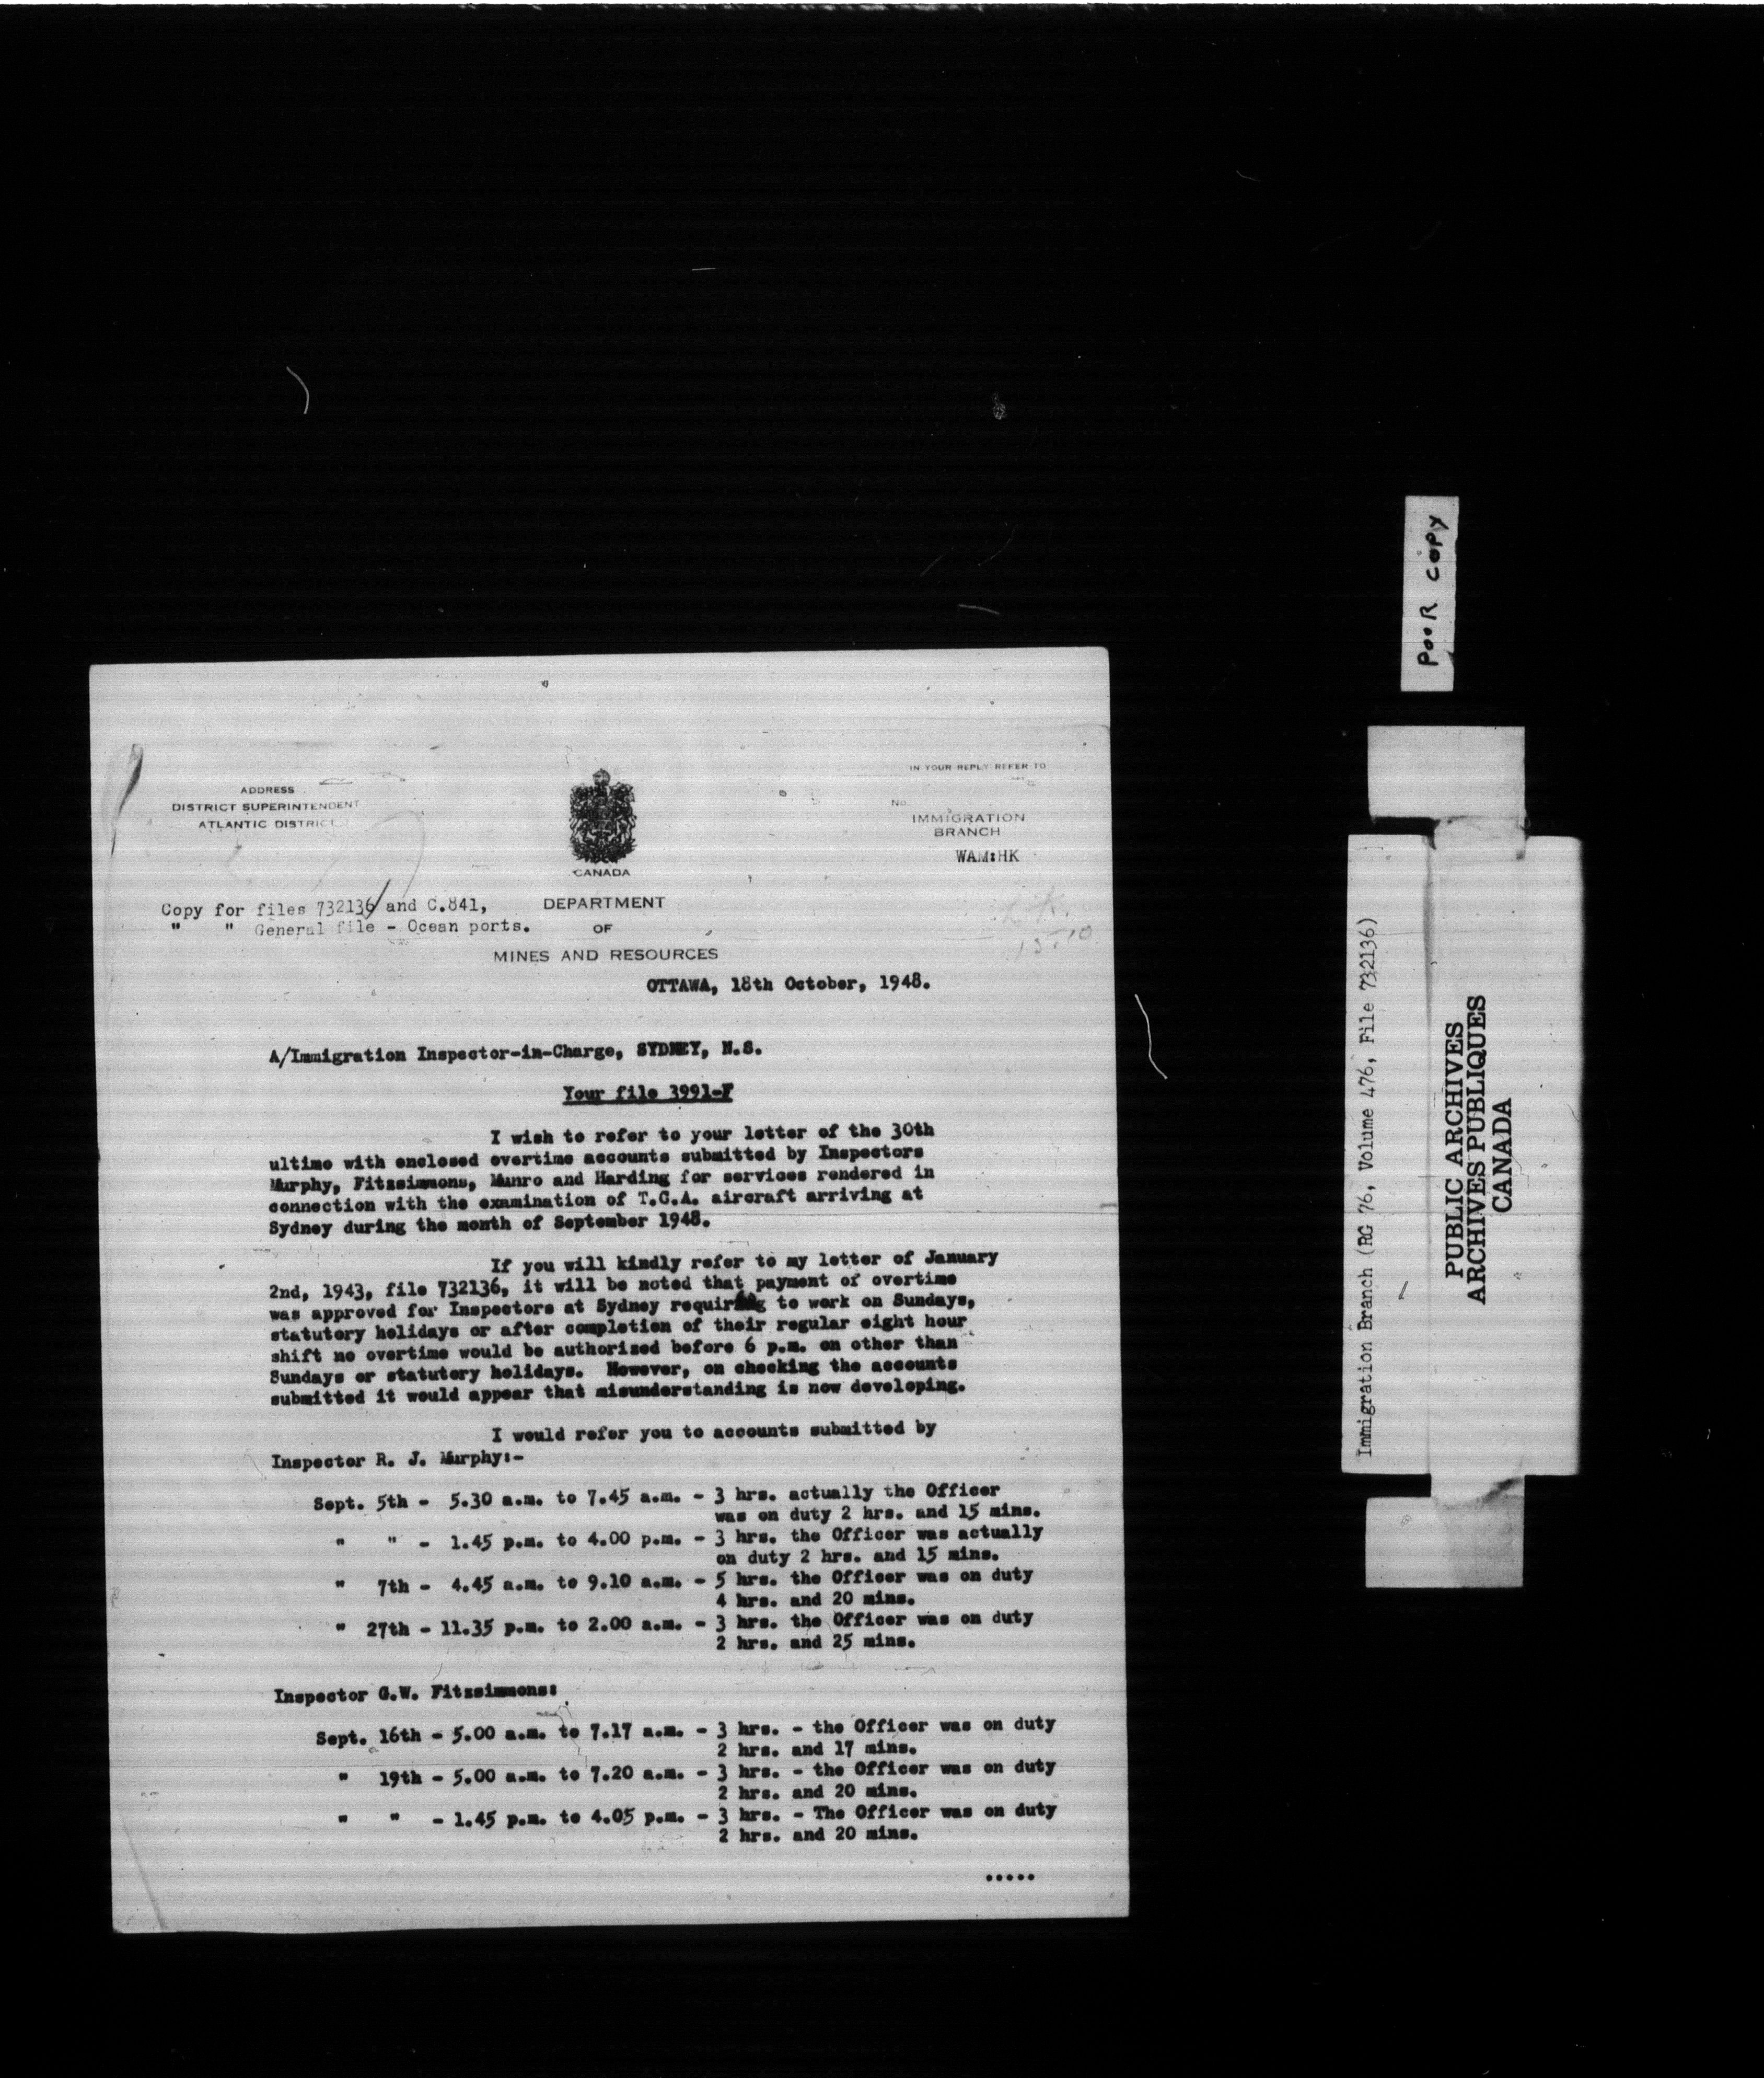 ADDRESS
DISTRICT SUPERINTENDENT
ATLANTIC DISTRICT
CANADA
IN YOUR REPLY REFER TO
No.
IMMIGRATION
BRANCH
WAM:HK
Copy for files 732136 and C.841,
" " General file - Ocean ports.
DEPARTMENT
OF
MINES AND RESOURCES
15.10
OTTAWA, 18th October, 1948.
A/Immigration Inspector-in-Charge, SYDNEY, N.S.
Your file 3991-F
I wish to refer to your letter of the 30th
ultimo with enclosed overtime accounts submitted by Inspectors
Murphy, Fitzsimmons, Munro and Harding for services rendered in
connection with the examination of T.C.A. aircraft arriving at
Sydney during the month of September 1948.
If you will kindly refer to my letter of January
2nd, 1943, file 732136, it will be noted that payment of overtime
was approved for Inspectors at Sydney requiring to work on Sundays,
statutory holidays or after completion of their regular eight hour
shift no overtime would be authorized before 6 p.m. on other than
Sundays or statutory holidays. However, on checking the accounts
submitted it would appear that misunderstanding is now developing.
I would refer you to accounts submitted by
Inspector R. J. Murphy:-
Sept. 5th - 5.30 a.m. to 7.45 a.m. - 3 hrs. actually the Officer
was on duty 2 hrs. and 15 mins.
" " - 1.45 p.m. to 4.00 p.m. - 3 hrs. the Officer was actually
on duty 2 hrs. and 15 mins.
" 7th - 4.45 a.m. to 9.10 a.m. - 5 hrs. the Officer was on duty
4 hrs. and 20 mins.
" 27th - 11.35 p.m. to 2.00 a.m. - 3 hrs. the Officer was on duty
2 hrs. and 25 mins.
Inspector G.W. Fitzsimmons:
Sept. 16th - 5.00 a.m. to 7.17 a.m. - 3 hrs. - the Officer was on duty
2 hrs. and 17 mins.
" 19th - 5.00 a.m. to 7.20 a.m. - 3 hrs. - the Officer was on duty
2 hrs. and 20 mins.
" " - 1.45 p.m. to 4.05 p.m. - 3 hrs. - The Officer was on duty
2 hrs. and 20 mins.
.....
PooR copy
Immigration Branch (RG 76, Volume 476, File 732136)
PUBLIC ARCHIVES
ARCHIVES PUBLIQUES
CANADA